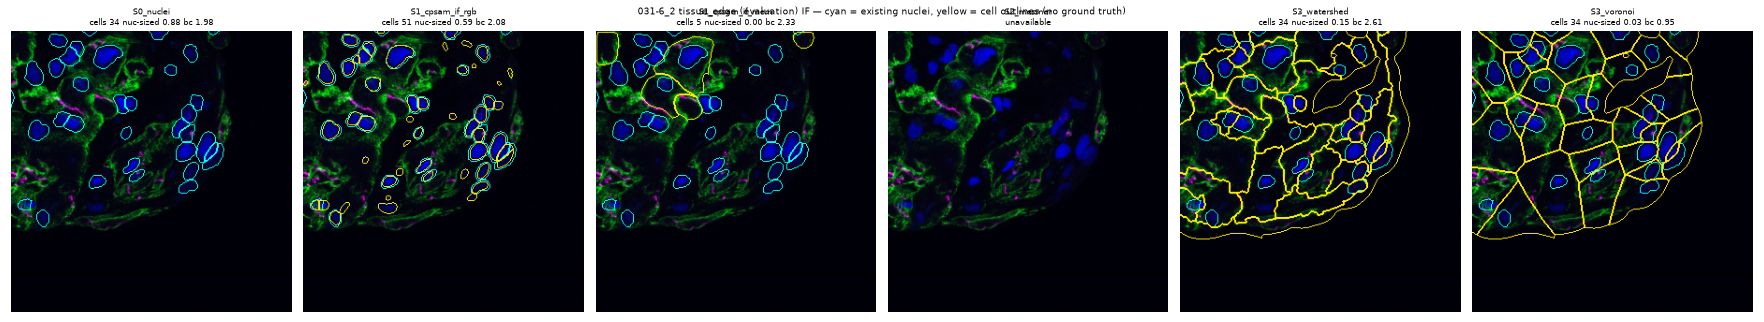 031-6_2 tissue_edge (evaluation) IF — cyan = existing nuclei, yellow = cell outlines (no ground truth)
S0_nuclei
cells 34 nuc-sized 0.88 bc 1.98
S1_cpsam_if_rgb
cells 51 nuc-sized 0.59 bc 2.08
cells 5 nuc-sized 0.00 bc 2.33
unavailable
S3_watershed
cells 34 nuc-sized 0.15 bc 2.61
S3_voronoi
cells 34 nuc-sized 0.03 bc 0.95